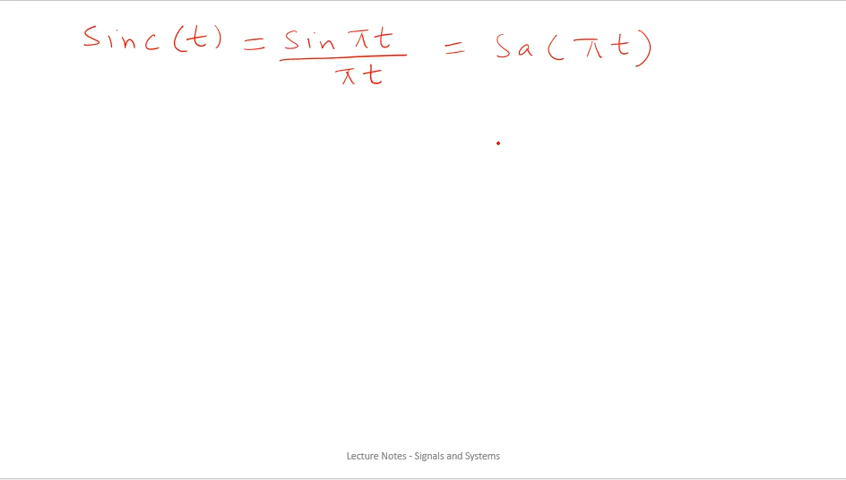 Sinc(t) = sin πt / πt = Sa(πt)
Lecture Notes - Signals and Systems